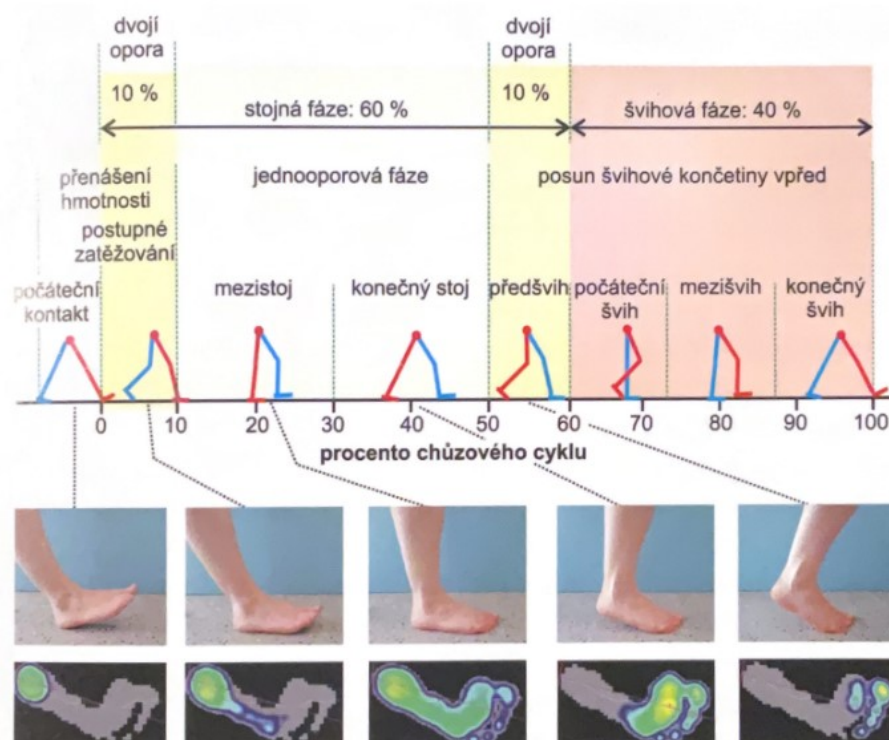 dvojí
opora
dvojí
opora
10 %
stojná fáze: 60 %
10 %
švihová fáze: 40 %
přenášení
hmotnosti
jednooporová fáze
posun švihové končetiny vpřed
postupné
zatěžování
počáteční
kontakt
mezistoj
konečný stoj
předšvih
počáteční
švih
mezišvih
konečný
švih
0 10 20 30 40 50 60 70 80 90 100
procento chůzového cyklu